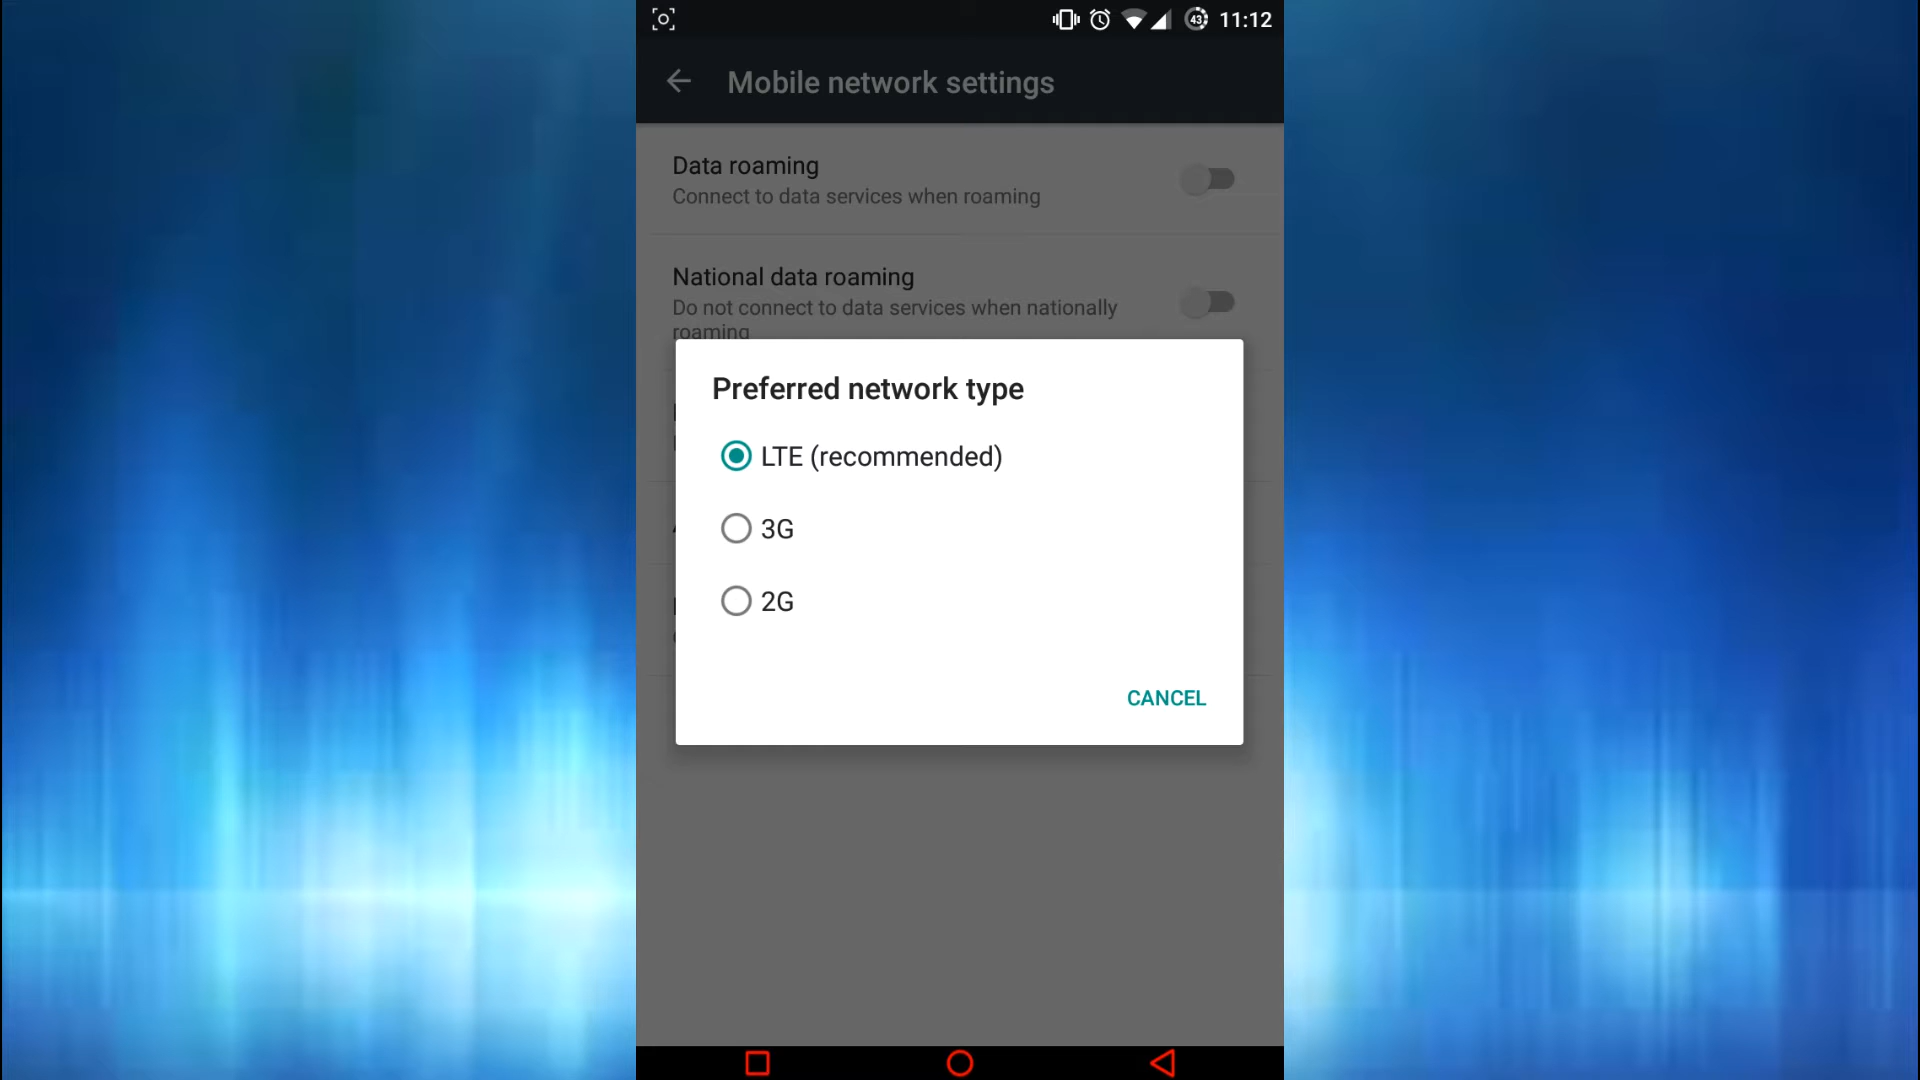 43 11:12
Mobile network settings
Data roaming
Connect to data services when roaming
National data roaming
Do not connect to data services when nationally
roaming
Preferred network type
LTE (recommended)
3G
2G
CANCEL